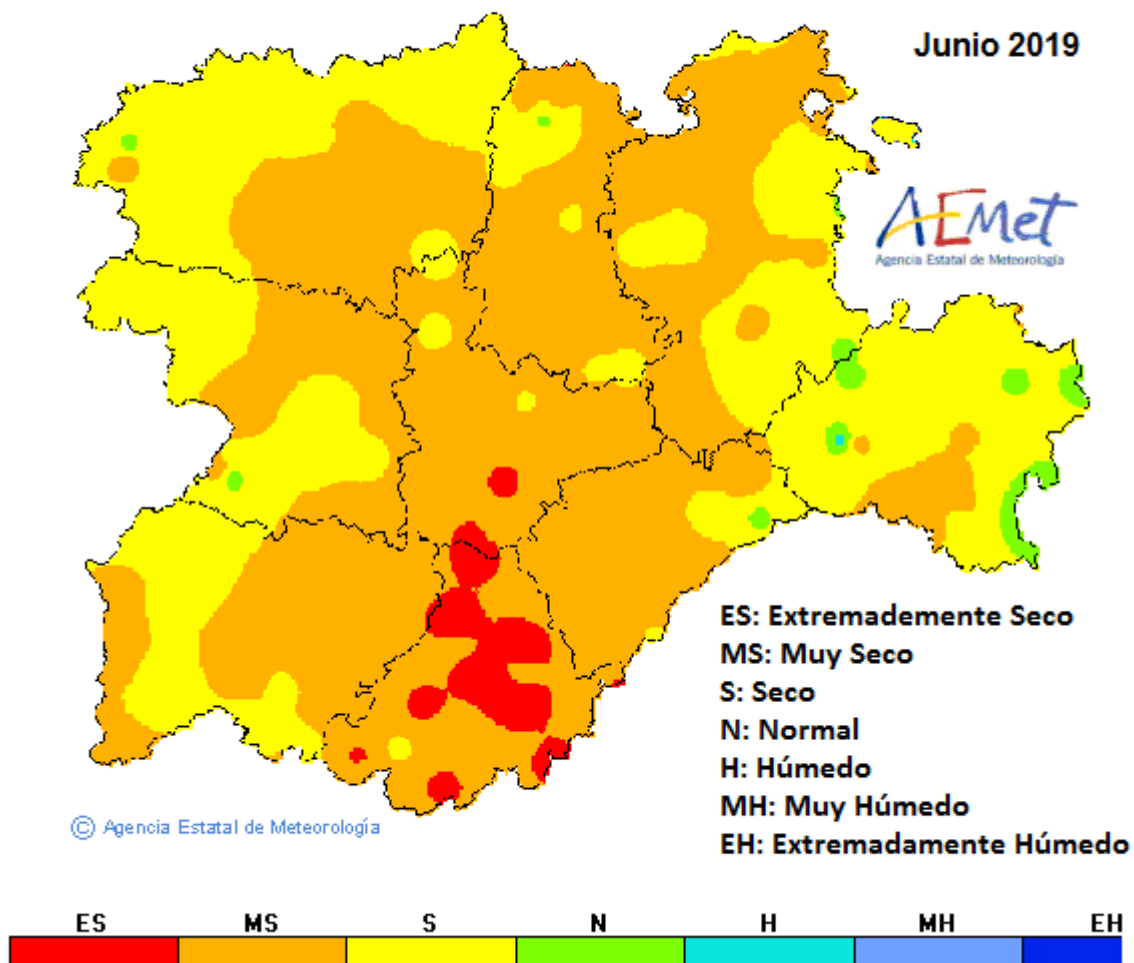 Junio 2019
AEMet
Agencia Estatal de Meteorología
ES: Extremademente Seco
MS: Muy Seco
S: Seco
N: Normal
H: Húmedo
MH: Muy Húmedo
EH: Extremadamente Húmedo
© Agencia Estatal de Meteorología
ES MS S N H MH EH